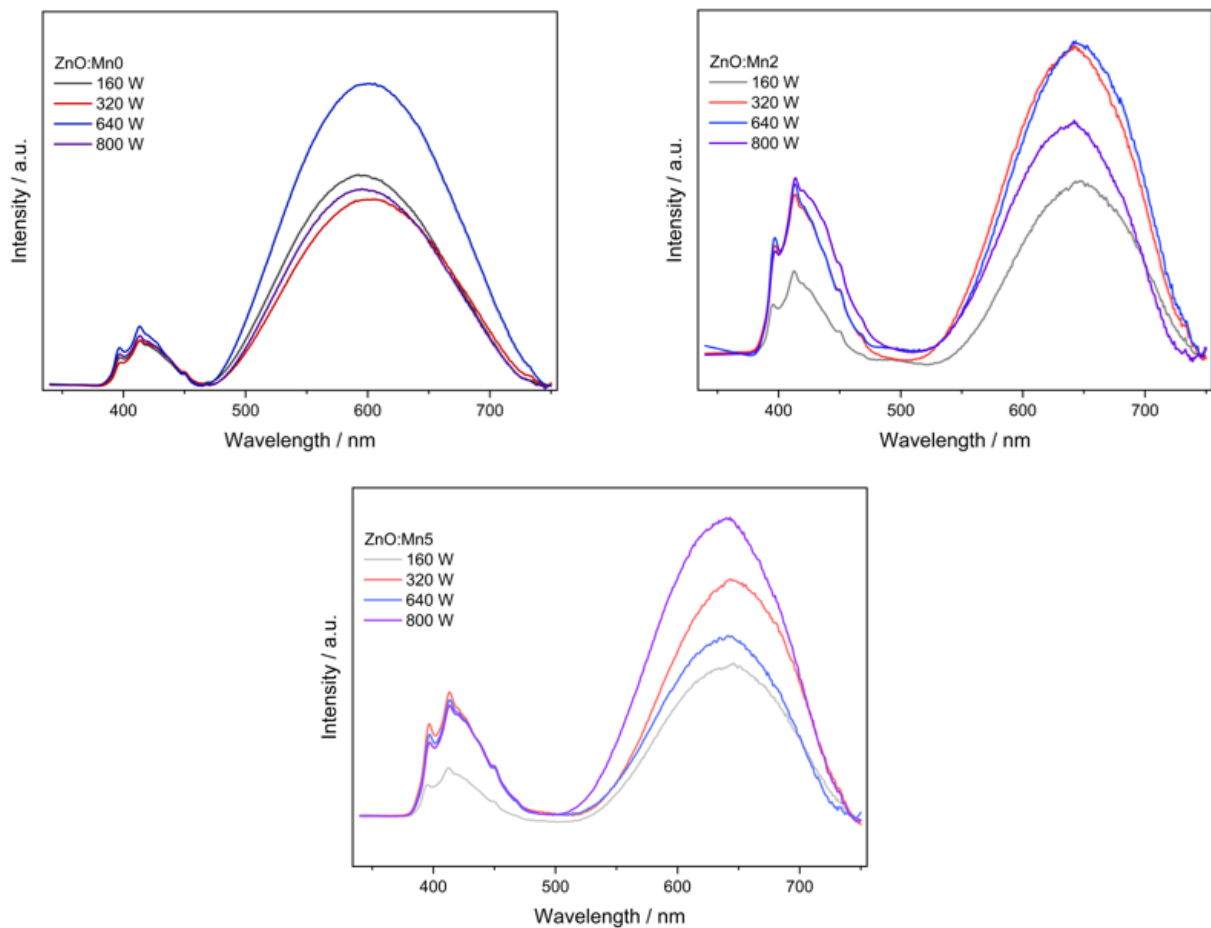 ZnO:Mn0
160 W
320 W
640 W
800 W
Intensity / a.u.
400 500 600 700
Wavelength / nm
ZnO:Mn2
160 W
320 W
640 W
800 W
Intensity / a.u.
400 500 600 700
Wavelength / nm
ZnO:Mn5
160 W
320 W
640 W
800 W
Intensity / a.u.
400 500 600 700
Wavelength / nm